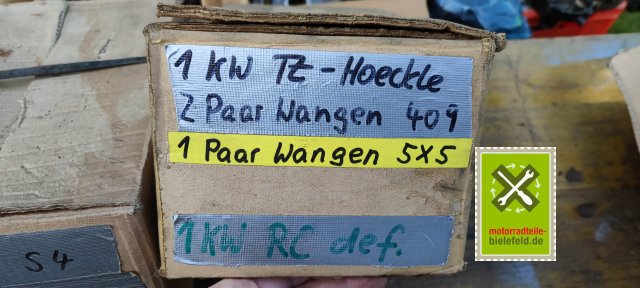 1 KW TZ-Hoeckle
2 Paar Wangen 409
1 Paar Wangen 5X5
1 KW RC def.
S4
motorradteile-
bielefeld.de